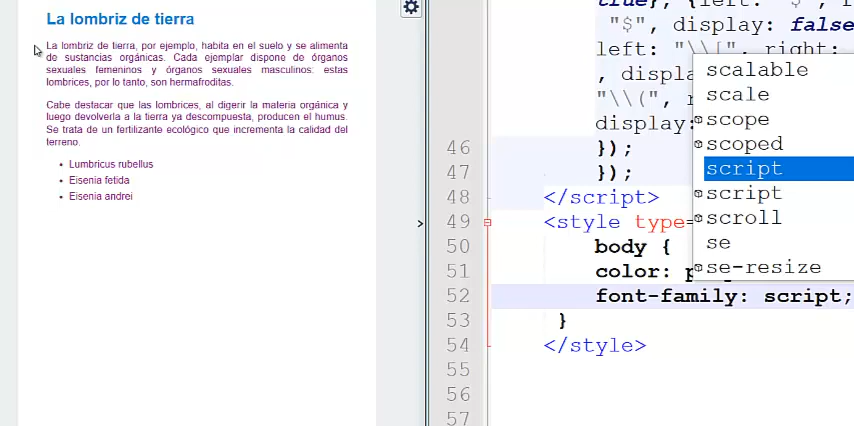 La lombriz de tierra
La lombriz de tierra, por ejemplo, habita en el suelo y se alimenta
de sustancias orgánicas. Cada ejemplar dispone de órganos
sexuales femeninos y órganos sexuales masculinos: estas
lombrices, por lo tanto, son hermafroditas.
Cabe destacar que las lombrices, al digerir la materia orgánica y
luego devolverla a la tierra ya descompuesta, producen el humus.
Se trata de un fertilizante ecológico que incrementa la calidad del
terreno.
• Lumbricus rubellus
• Eisenia fetida
• Eisenia andrei
true}, {left: "$", r
"$", display: false
left: "\\[", right:
, displa
"\\(", r
display:
46 });
47 });
48 </script>
49 <style type=
50 body {
51 color: p
52 font-family: script;
53 }
54 </style>
55
56
57
scalable
scale
scope
scoped
script
script
scroll
se
se-resize